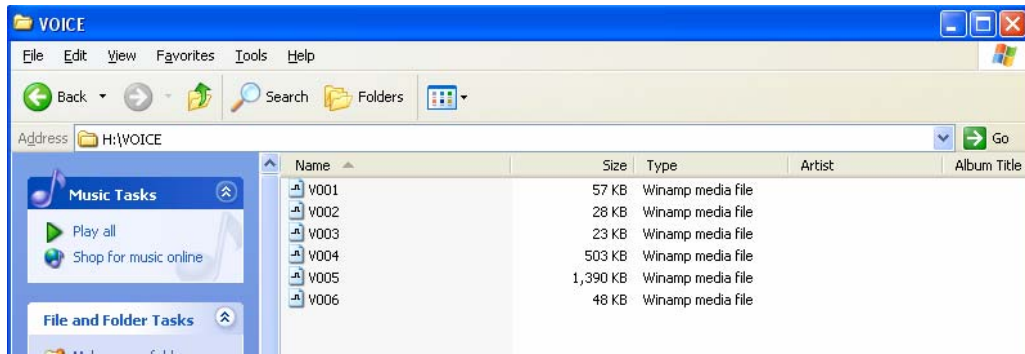 VOICE
File Edit View Favorites Tools Help
Back Search Folders
Address H:\VOICE Go
Name Size Type Artist Album Title
Music Tasks
Play all
Shop for music online
File and Folder Tasks
V001 57 KB Winamp media file
V002 28 KB Winamp media file
V003 23 KB Winamp media file
V004 503 KB Winamp media file
V005 1,390 KB Winamp media file
V006 48 KB Winamp media file